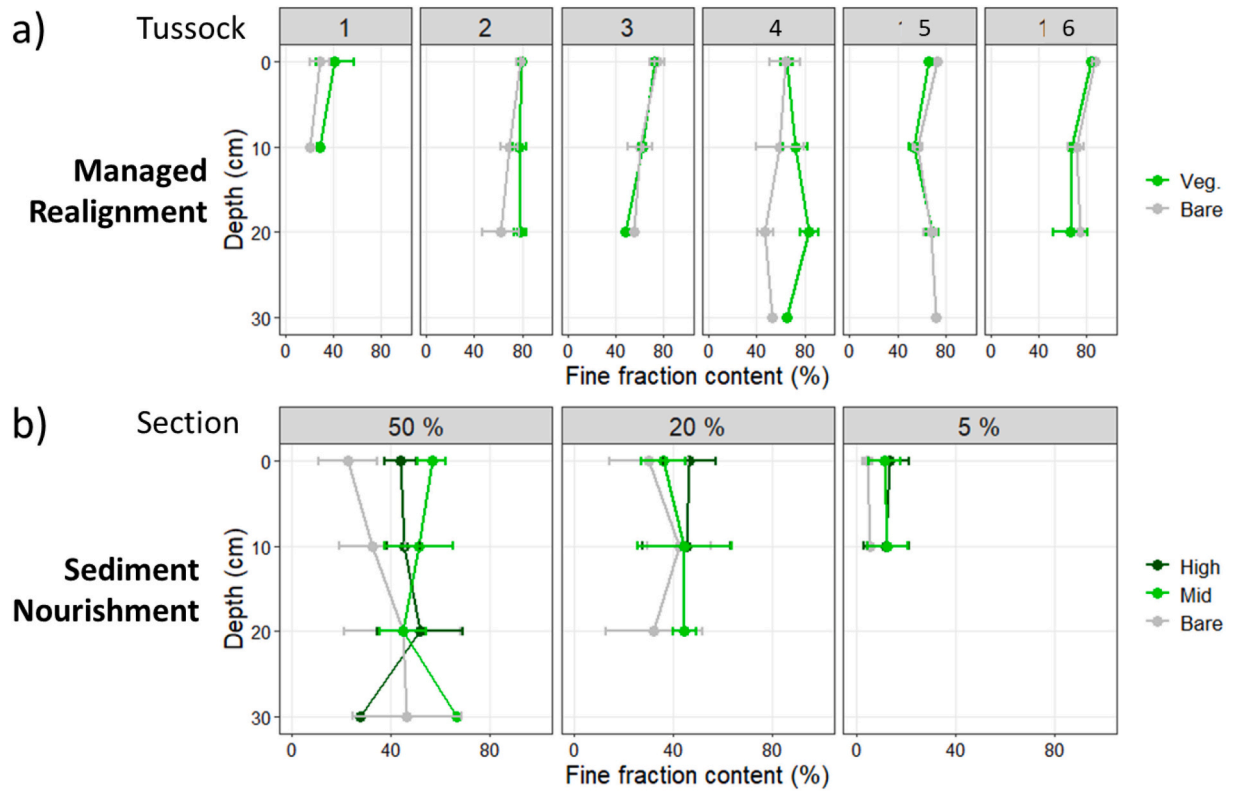 a) Tussock 1 2 3 4 5 1 6
Managed
Realignment
Depth (cm)
0
10
20
30
0 40 80 0 40 80 0 40 80 0 40 80 0 40 80 0 40 80
Fine fraction content (%)
Veg.
Bare
b) Section 50 % 20 % 5 %
Sediment
Nourishment
Depth (cm)
0
10
20
30
0 40 80 0 40 80 0 40 80
Fine fraction content (%)
High
Mid
Bare